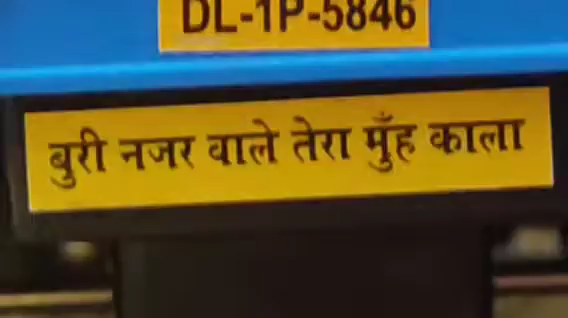 DL-1P-5846
बुरी नजर वाले तेरा मुँह काला